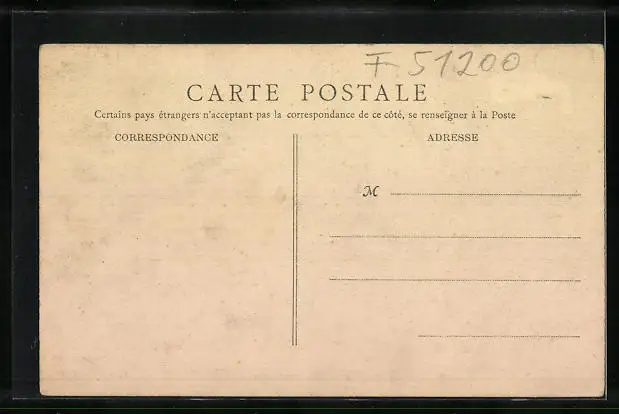 F 51200
CARTE POSTALE
Certains pays étrangers n'acceptant pas la correspondance de ce côté, se renseigner à la Poste
CORRESPONDANCE
ADRESSE
M